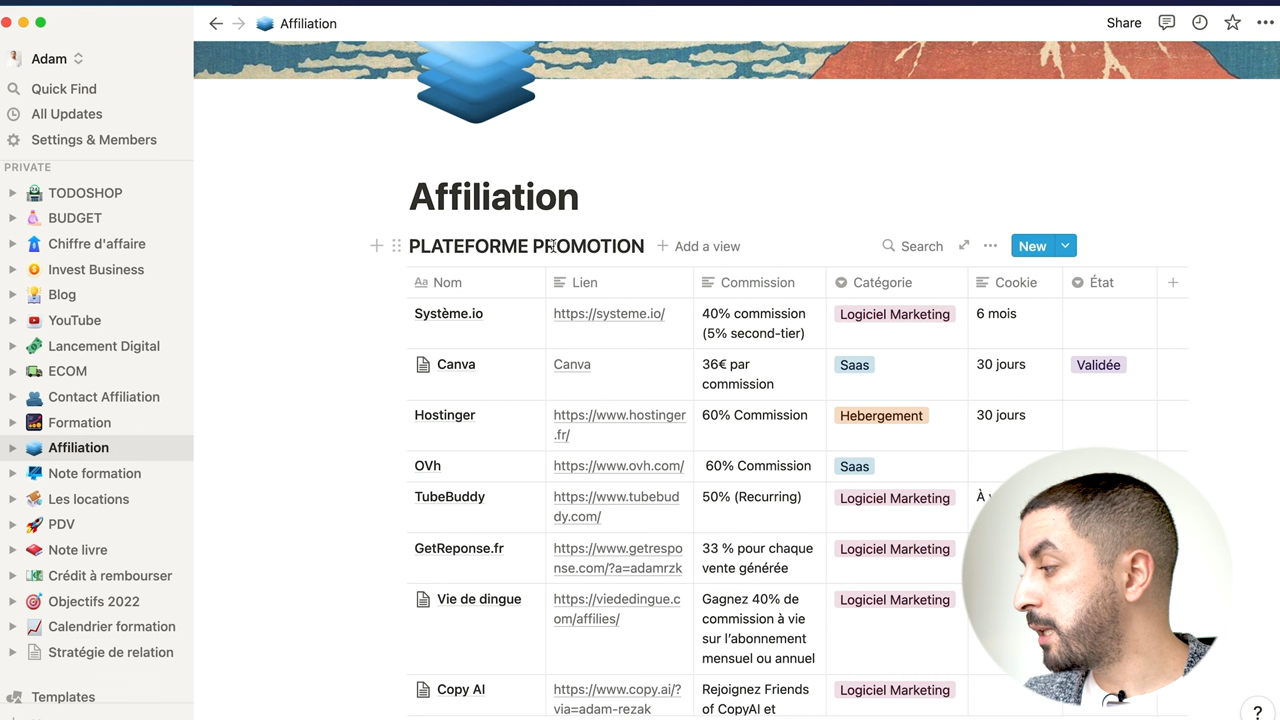 Affiliation
Share
Adam
Quick Find
All Updates
Settings & Members
PRIVATE
TODOSHOP
BUDGET
Chiffre d'affaire
Invest Business
Blog
YouTube
Lancement Digital
ECOM
Contact Affiliation
Formation
Affiliation
Note formation
Les locations
PDV
Note livre
Crédit à rembourser
Objectifs 2022
Calendrier formation
Stratégie de relation
Templates
Affiliation
PLATEFORME PROMOTION
Add a view
Search
New
Aa Nom
Lien
Commission
Catégorie
Cookie
État
Système.io
https://systeme.io/
40% commission
(5% second-tier)
Logiciel Marketing
6 mois
Canva
Canva
36€ par
commission
Saas
30 jours
Validée
Hostinger
https://www.hostinger
.fr/
60% Commission
Hebergement
30 jours
OVh
https://www.ovh.com/
60% Commission
Saas
TubeBuddy
https://www.tubebud
dy.com/
50% (Recurring)
Logiciel Marketing
À
GetReponse.fr
https://www.getrespo
nse.com/?a=adamrzk
33 % pour chaque
vente générée
Logiciel Marketing
Vie de dingue
https://viededingue.c
om/affilies/
Gagnez 40% de
commission à vie
sur l'abonnement
mensuel ou annuel
Logiciel Marketing
Copy AI
https://www.copy.ai/?
via=adam-rezak
Rejoignez Friends
of CopyAI et
Logiciel Marketing
?